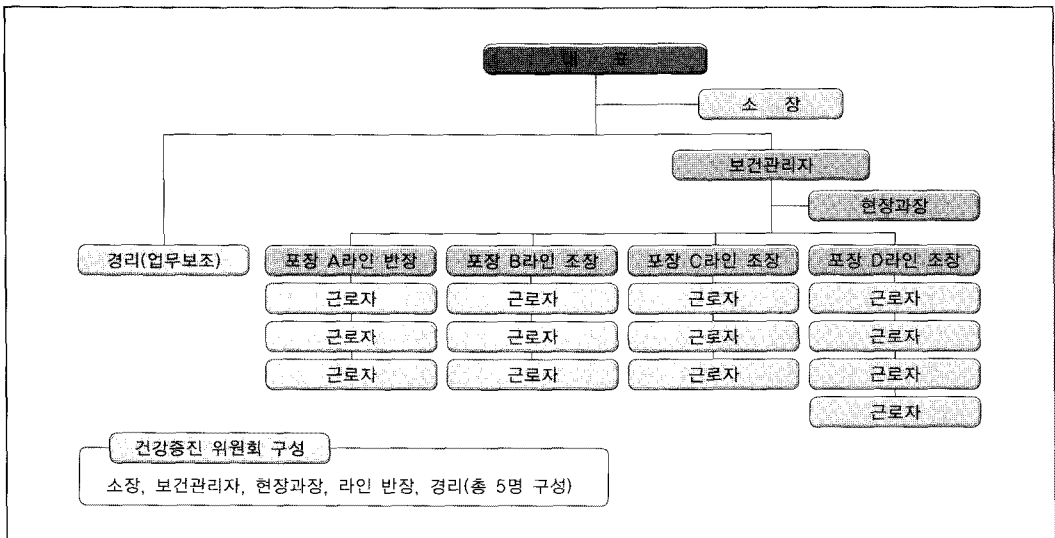 대 표
소 장
보건관리자
현장과장
경리(업무보조) 포장 A라인 반장 포장 B라인 조장 포장 C라인 조장 포장 D라인 조장
근로자 근로자 근로자 근로자
근로자 근로자 근로자 근로자
근로자 근로자 근로자 근로자
근로자
건강증진 위원회 구성
소장, 보건관리자, 현장과장, 라인 반장, 경리(총 5명 구성)